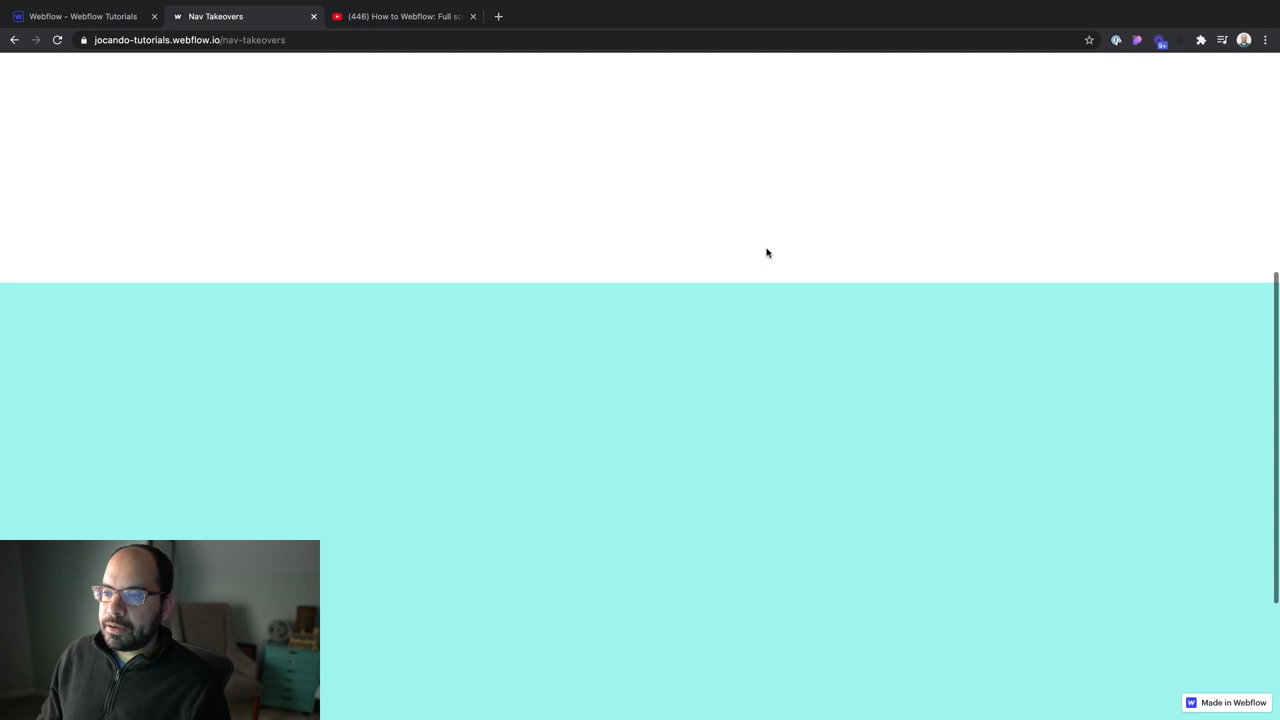 Webflow - Webflow Tutorials
Nav Takeovers
(446) How to Webflow: Full sc
jocando-tutorials.webflow.io/nav-takeovers
9+
Made in Webflow